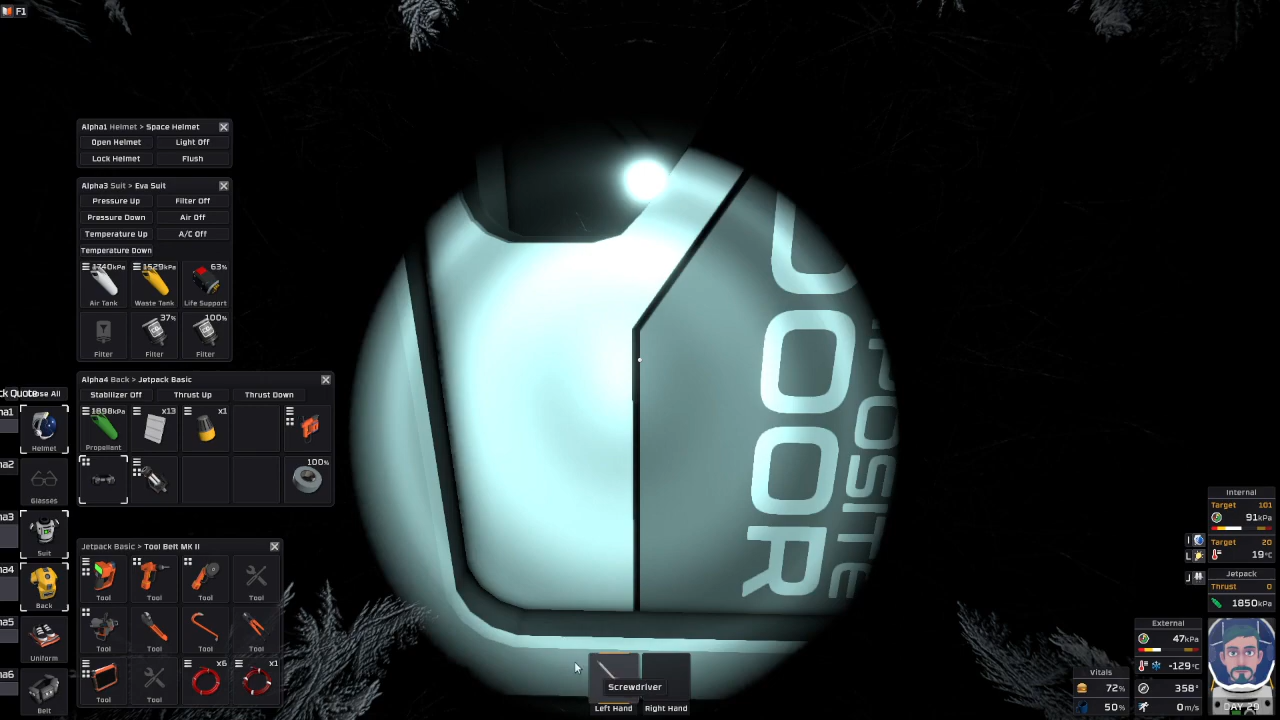 F1
Alpha1 Helmet > Space Helmet
Open Helmet
Light Off
Lock Helmet
Flush
Alpha3 Suit > Eva Suit
Pressure Up
Filter Off
Pressure Down
Air Off
Temperature Up
A/C Off
Temperature Down
1740kPa
1529kPa
63%
Air Tank
Waste Tank
Life Support
37%
100%
Filter
Filter
Filter
Alpha4 Back > Jetpack Basic
Stabilizer Off
Thrust Up
Thrust Down
1898kPa
x13
x1
Propellant
100%
Jetpack Basic > Tool Belt MK II
Tool
Tool
Tool
Tool
Tool
Tool
Tool
Tool
Tool
Tool
x6
Tool
x1
Tool
Helmet
Glasses
Suit
Back
Uniform
Belt
DOOR
Screwdriver
Left Hand
Right Hand
Internal
Target 101
91kPa
Target 20
19°C
Jetpack
Thrust 0
1850kPa
External
47kPa
-129°C
358°
0m/s
Vitals
72%
50%
DAY 29